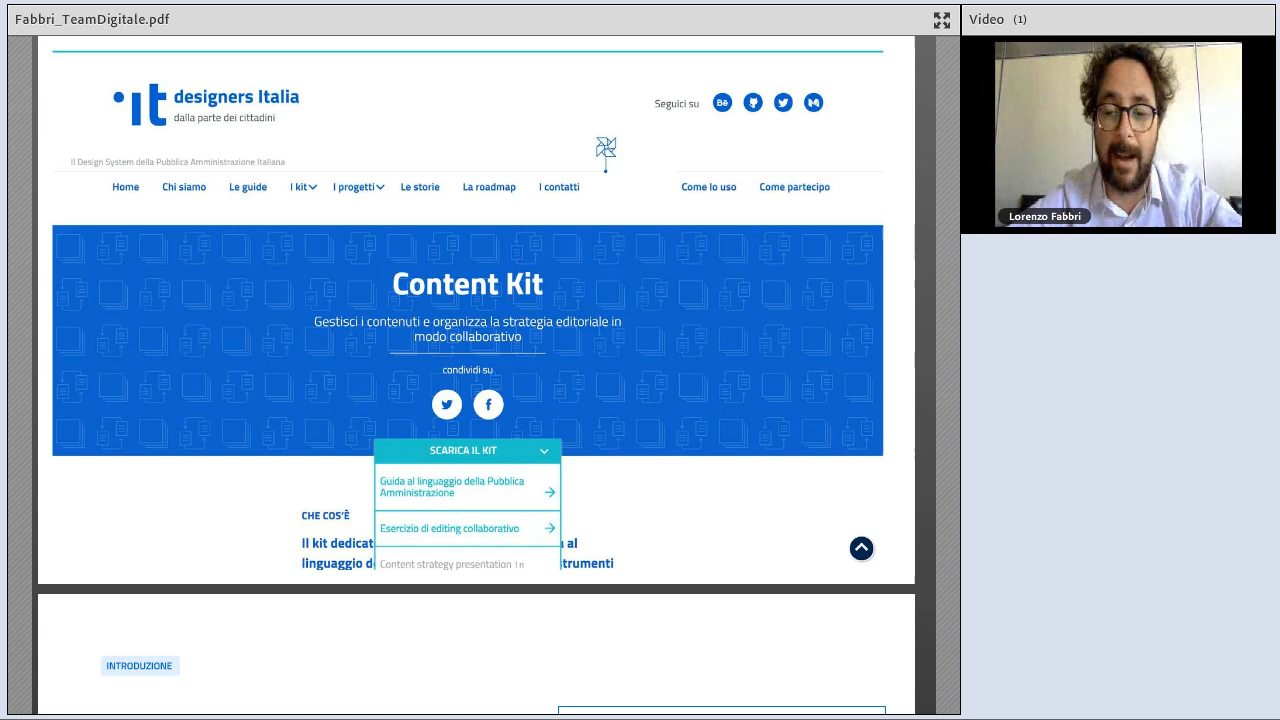 Fabbri_TeamDigitale.pdf
Video (1)
designers Italia
dalla parte dei cittadini
Seguici su
Il Design System della Pubblica Amministrazione Italiana
Home Chi siamo Le guide I kit I progetti Le storie La roadmap I contatti Come lo uso Come partecipo
Lorenzo Fabbri
Content Kit
Gestisci i contenuti e organizza la strategia editoriale in
modo collaborativo
condividi su
SCARICA IL KIT
Guida al linguaggio della Pubblica
Amministrazione
CHE COS'È
Esercizio di editing collaborativo
Il kit dedicat al
linguaggio d trumenti
Content strategy presentation in
INTRODUZIONE